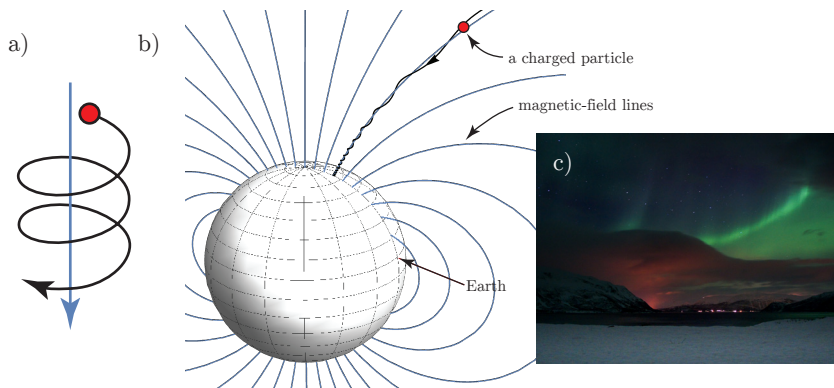 a)
b)
a charged particle
magnetic-field lines
c)
Earth